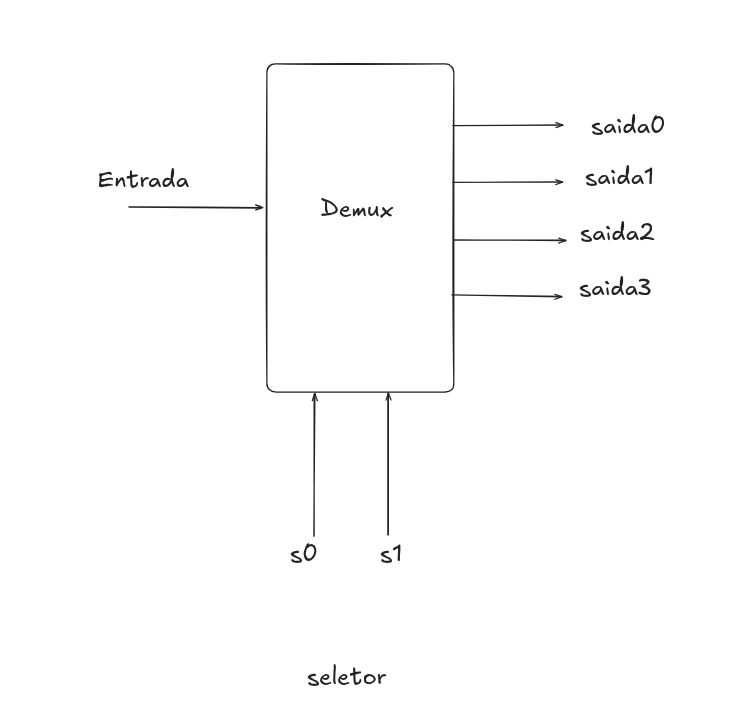 Entrada
Demux
saida0
saida1
saida2
saida3
s0
s1
seletor